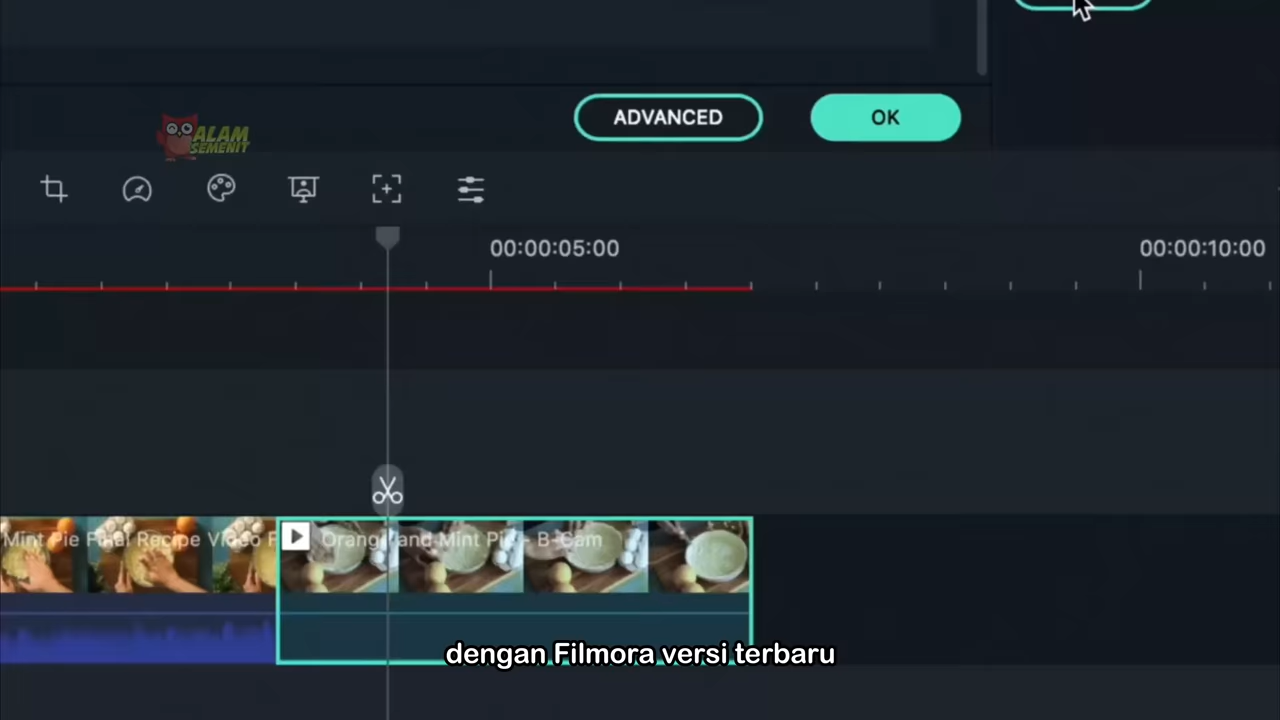 ADVANCED
OK
ALAM
SEMENIT
00:00:05:00
00:00:10:00
Mint Pie Final Recipe Video F
Orange and Mint Pie - B-Cam
dengan Filmora versi terbaru